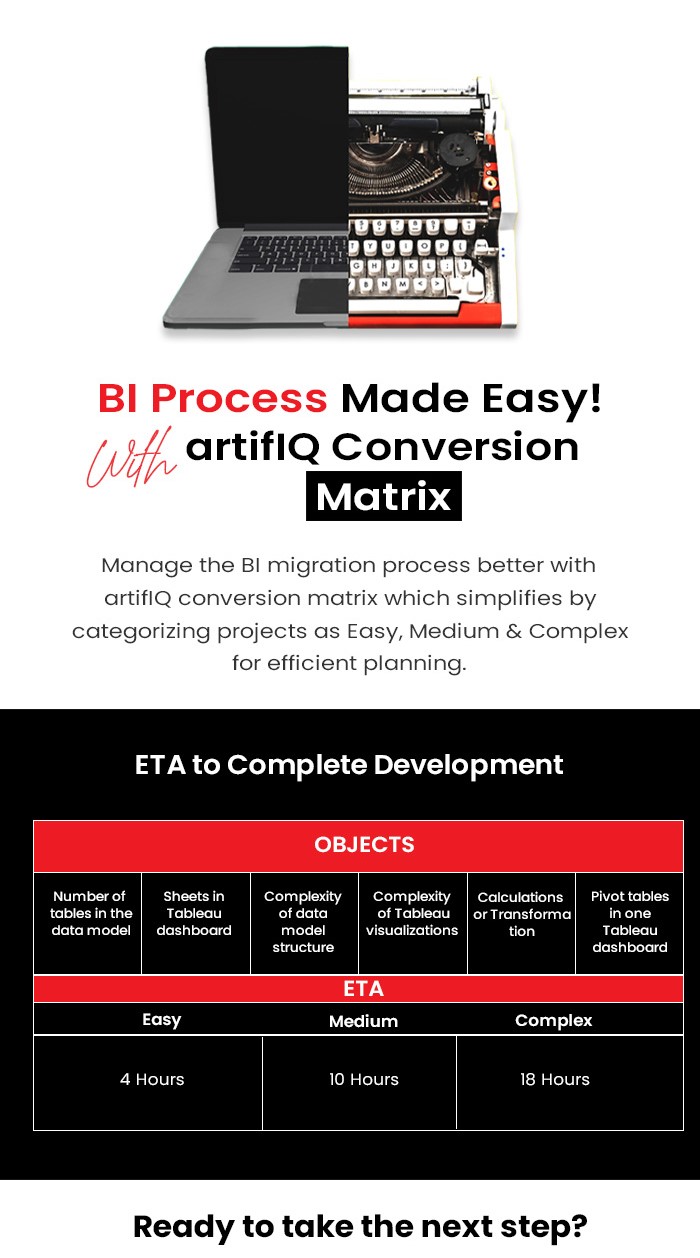 BI Process Made Easy!
With artifIQ Conversion
Matrix
Manage the BI migration process better with
artifIQ conversion matrix which simplifies by
categorizing projects as Easy, Medium & Complex
for efficient planning.
ETA to Complete Development
OBJECTS
Number of
tables in the
data model
Sheets in
Tableau
dashboard
Complexity
of data
model
structure
Complexity
of Tableau
visualizations
Calculations
or Transforma
tion
Pivot tables
in one
Tableau
dashboard
ETA
Easy Medium Complex
4 Hours 10 Hours 18 Hours
Ready to take the next step?